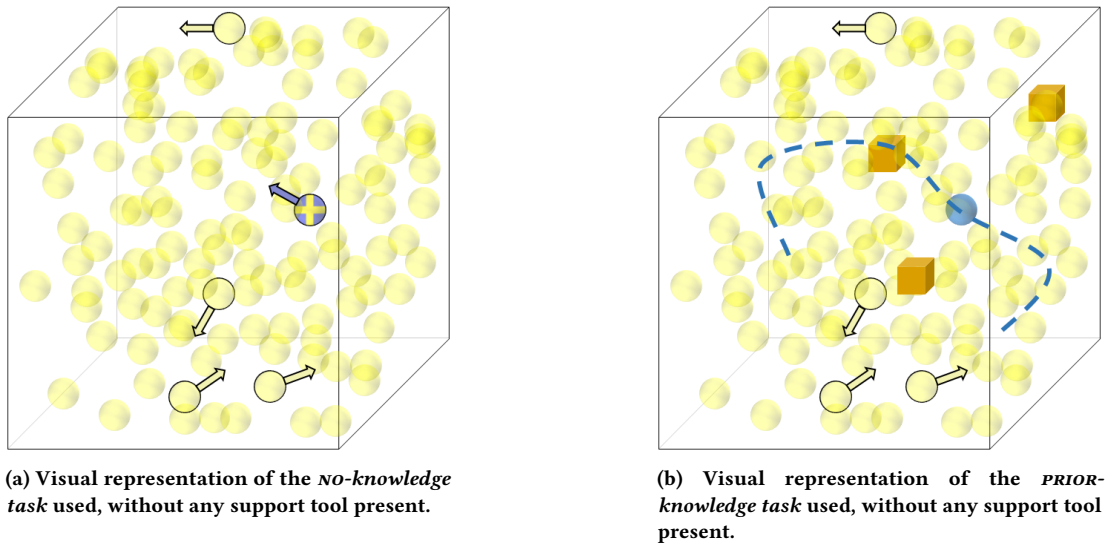 (a) Visual representation of the NO-knowledge
task used, without any support tool present.
(b) Visual representation of the PRIOR-
knowledge task used, without any support tool
present.